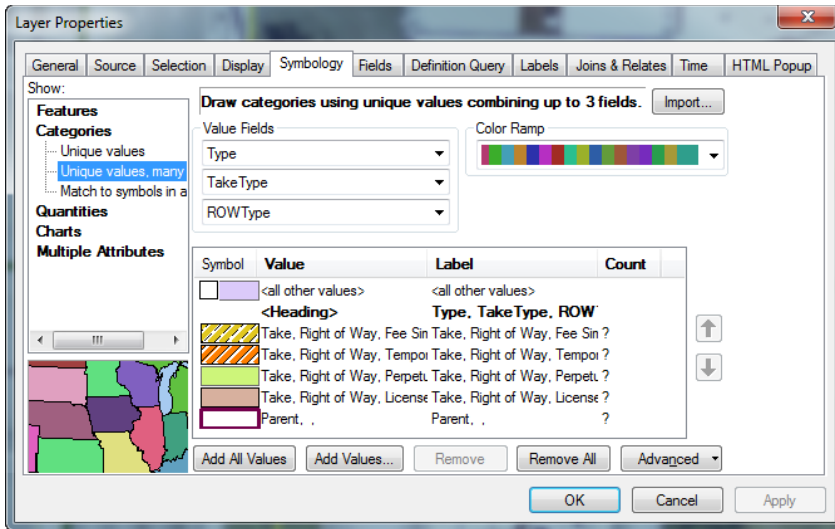 Layer Properties
General Source Selection Display Symbology Fields Definition Query Labels Joins & Relates Time HTML Popup
Show:
Features
Categories
Unique values
Unique values, many
Match to symbols in a
Quantities
Charts
Multiple Attributes
Draw categories using unique values combining up to 3 fields. Import...
Value Fields
Type
TakeType
ROWType
Color Ramp
Symbol Value Label Count
<all other values> <all other values>
<Heading> Type, TakeType, ROW
Take, Right of Way, Fee Sin Take, Right of Way, Fee Sin ?
Take, Right of Way, Tempor Take, Right of Way, Tempor ?
Take, Right of Way, Perpetu Take, Right of Way, Perpetu ?
Take, Right of Way, License Take, Right of Way, License ?
Parent, , Parent, , ?
Add All Values Add Values... Remove Remove All Advanced
OK Cancel Apply